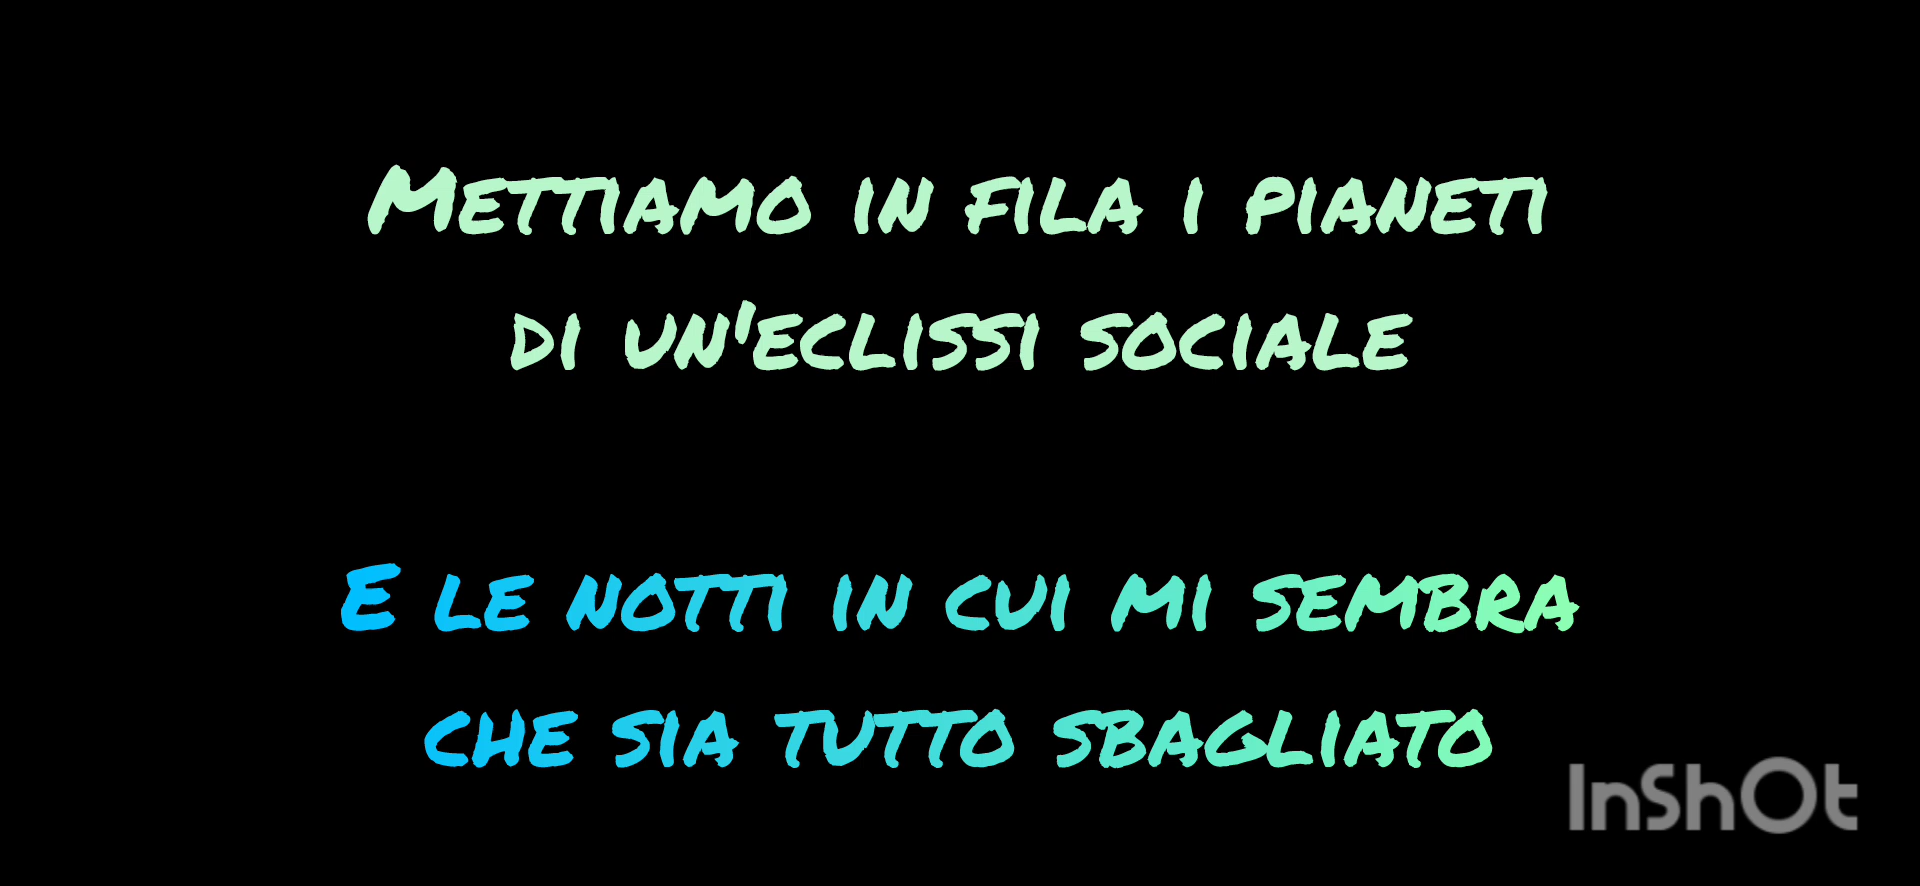 Mettiamo in fila i pianeti
di un'eclissi sociale
E le notti in cui mi sembra
che sia tutto sbagliato
InShOt